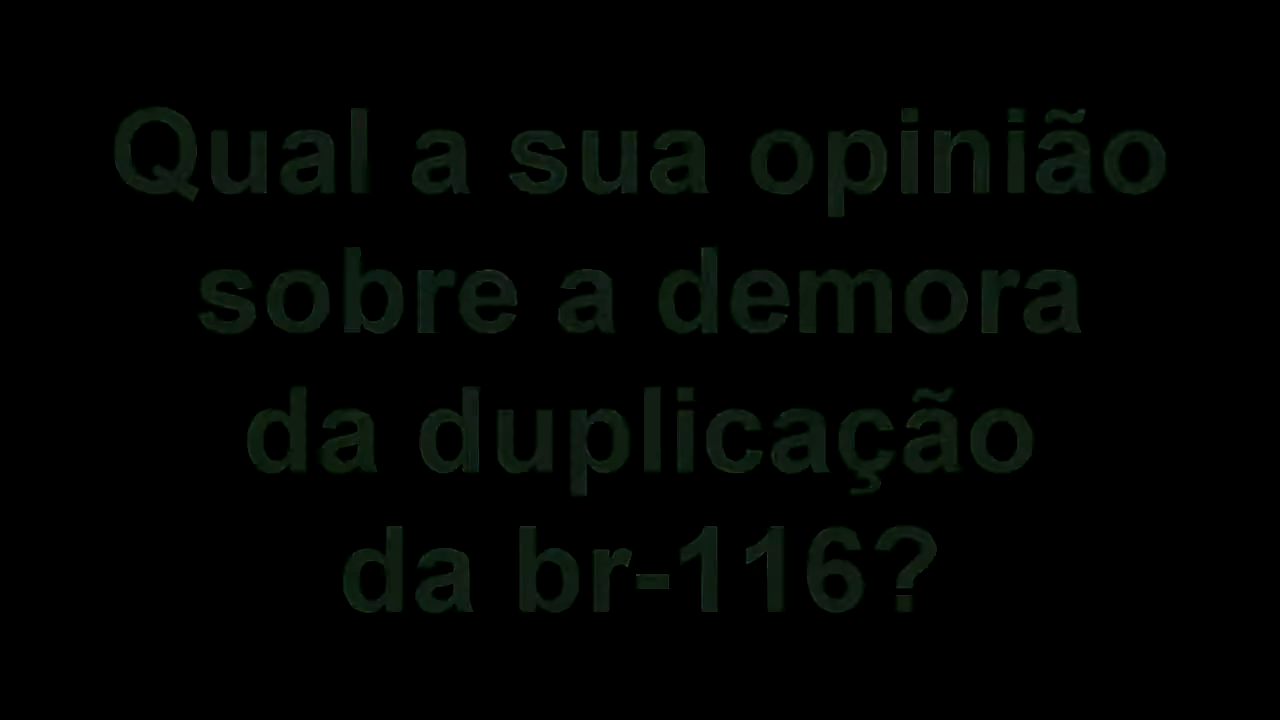 Qual a sua opinião
sobre a demora
da duplicação
da br-116?